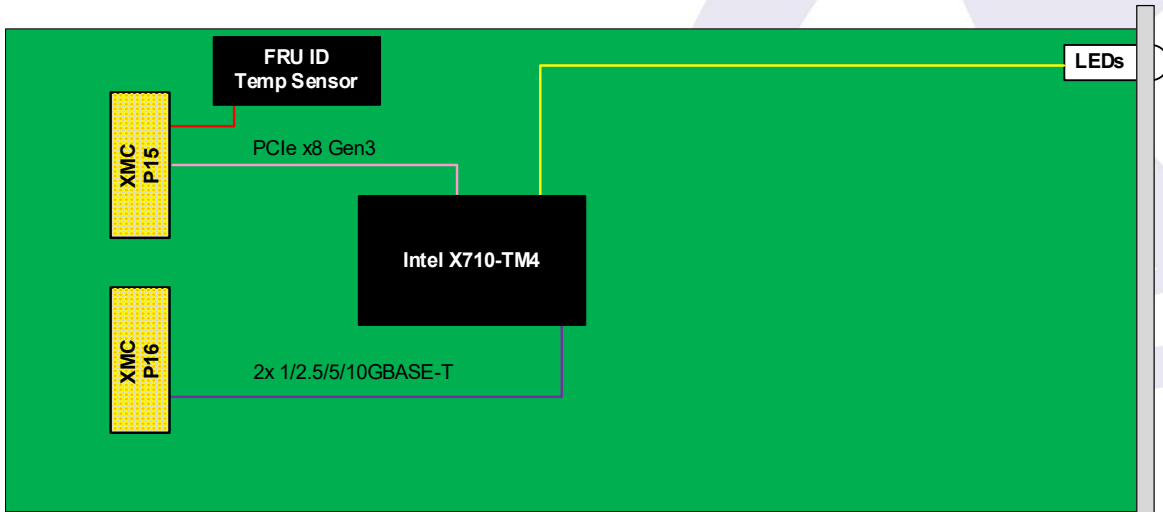 FRU ID
Temp Sensor
LEDs
XMC
P15
PCIe x8 Gen3
Intel X710-TM4
XMC
P16
2x 1/2.5/5/10GBASE-T